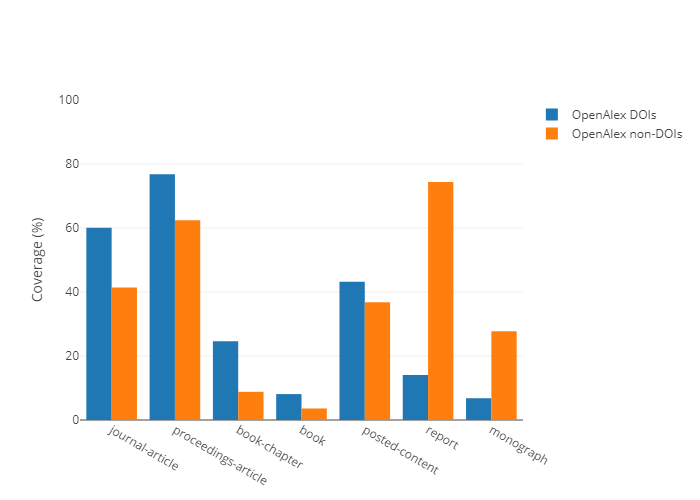 100
80
60
40
20
0
Coverage (%)
journal-article
proceedings-article
book-chapter
book
posted-content
report
monograph
OpenAlex DOIs
OpenAlex non-DOIs